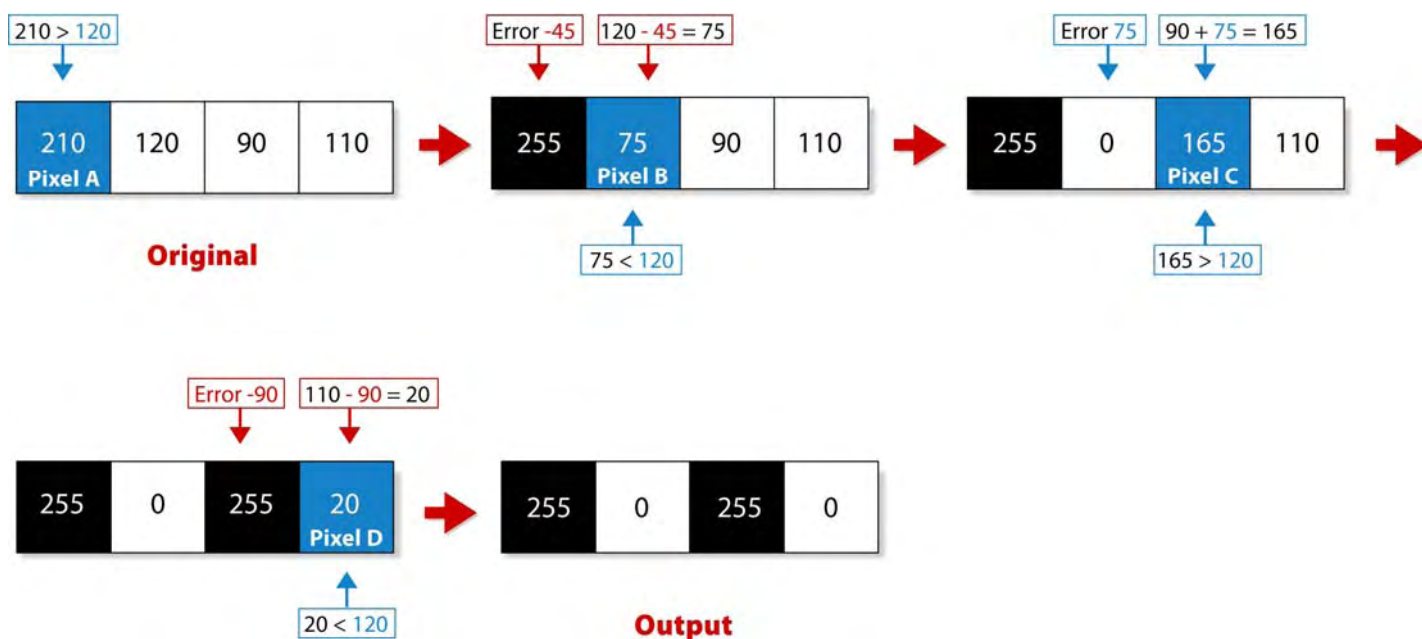 210 > 120
210 120 90 110
Pixel A
Original
Error -45 120 - 45 = 75
255 75 90 110
Pixel B
75 < 120
Error 75 90 + 75 = 165
255 0 165 110
Pixel C
165 > 120
Error -90 110 - 90 = 20
255 0 255 20
Pixel D
20 < 120
255 0 255 0
Output